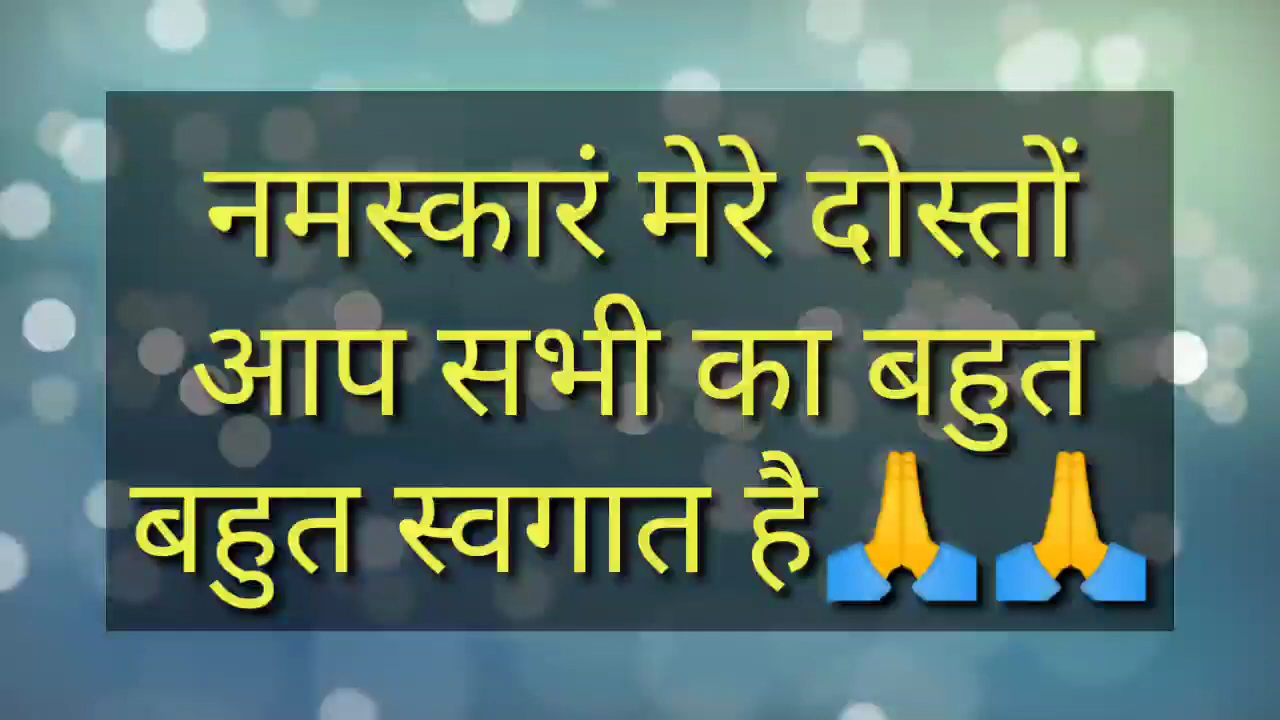 नमस्कारं मेरे दोस्तों
आप सभी का बहुत
बहुत स्वगात है🙏🙏